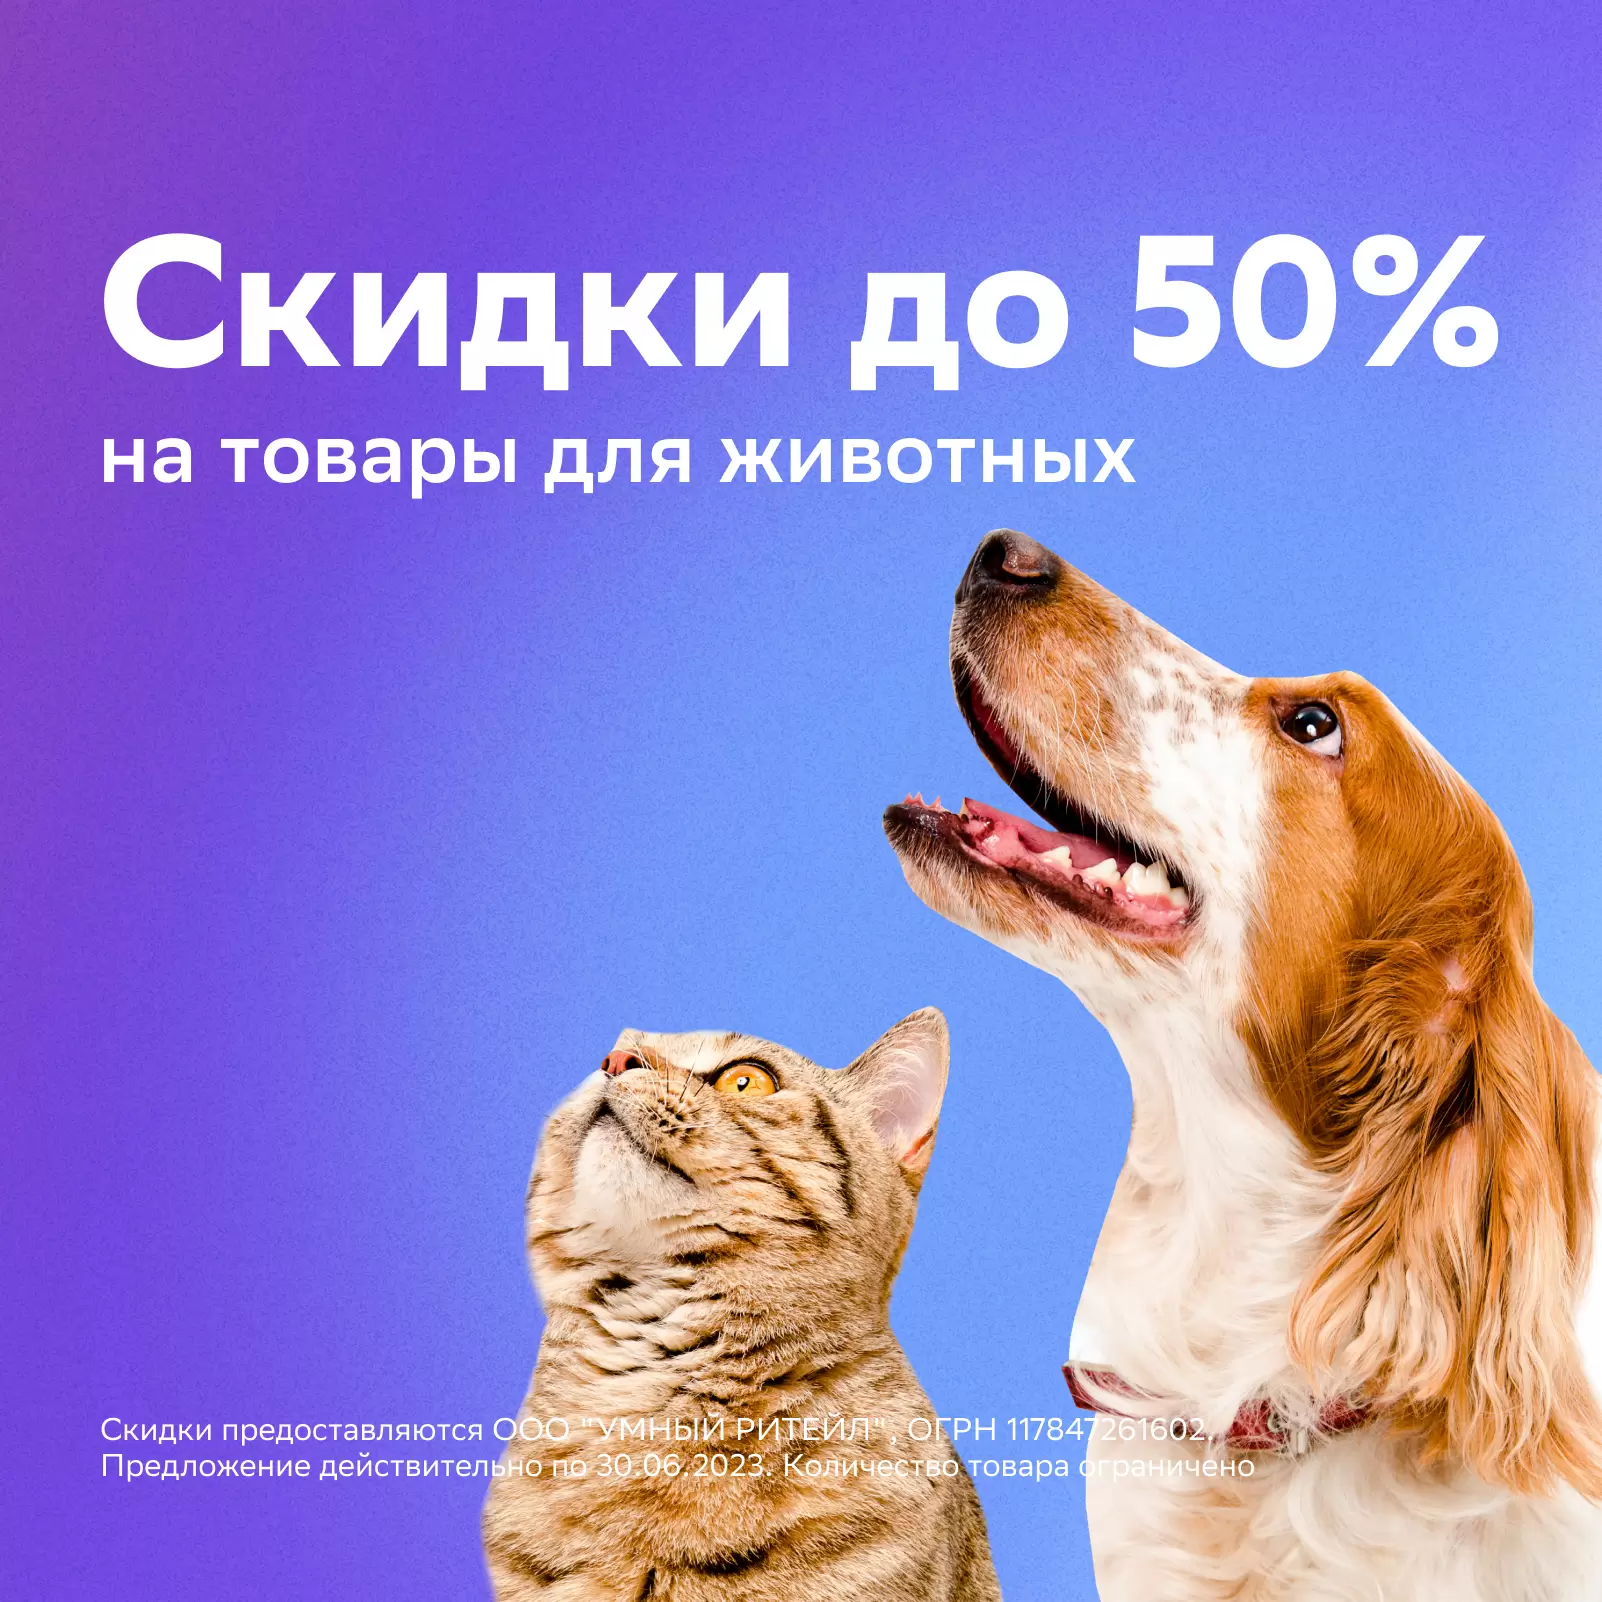 Скидки до 50%
на товары для животных
Скидки предоставляются ООО "УМНЫЙ РИТЕЙЛ", ОГРН 117847261602.
Предложение действительно по 30.06.2023. Количество товара ограничено